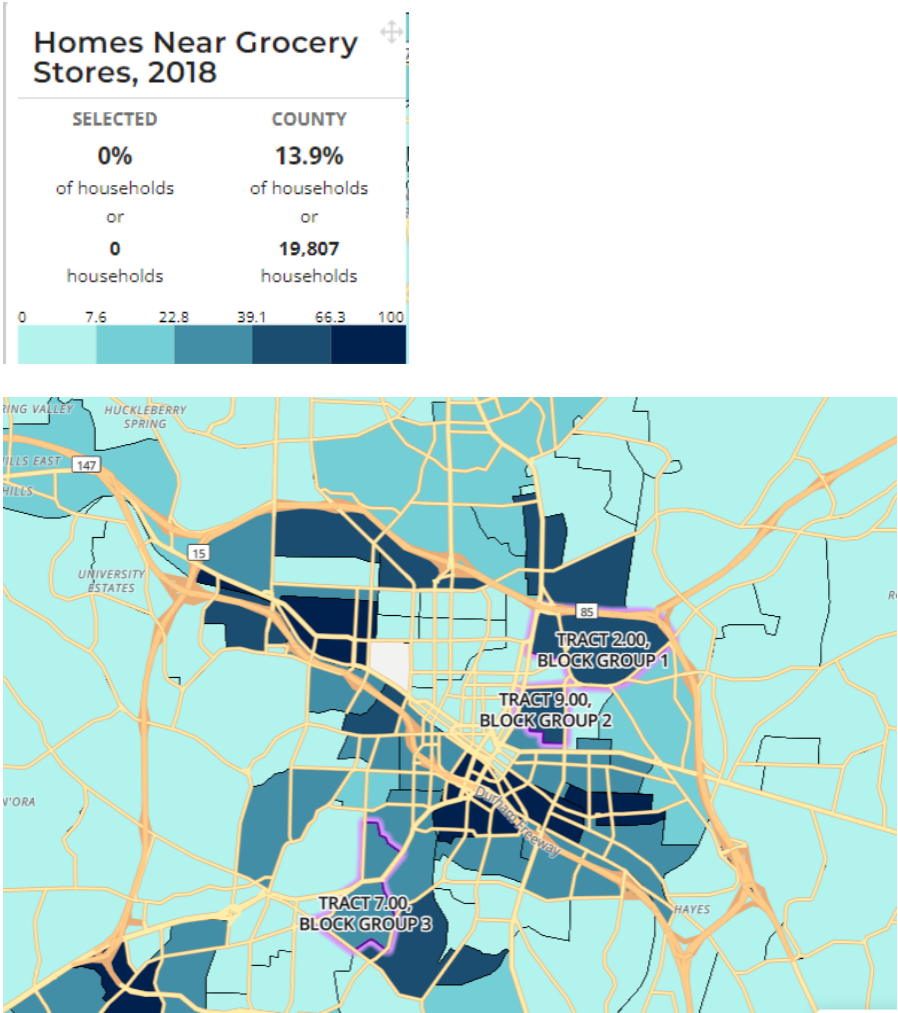 Homes Near Grocery
Stores, 2018
SELECTED
COUNTY
0%
13.9%
of households
of households
or
or
0
19,807
households
households
0 7.6 22.8 39.1 66.3 100
RING VALLEY
HUCKLEBERRY
SPRING
ILLS EAST
147
HILLS
15
UNIVERSITY
ESTATES
85
TRACT 2.00,
BLOCK GROUP 1
TRACT 9.00,
BLOCK GROUP 2
N'ORA
Durham Freeway
TRACT 7.00,
BLOCK GROUP 3
HAYES